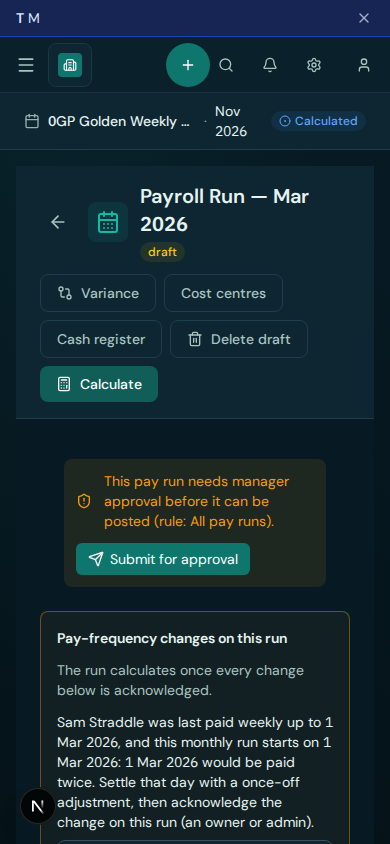 T M
0GP Golden Weekly ... · Nov 2026
Calculated
Payroll Run — Mar
2026
draft
Variance
Cost centres
Cash register
Delete draft
Calculate
This pay run needs manager
approval before it can be
posted (rule: All pay runs).
Submit for approval
Pay-frequency changes on this run
The run calculates once every change
below is acknowledged.
Sam Straddle was last paid weekly up to 1
Mar 2026, and this monthly run starts on 1
Mar 2026: 1 Mar 2026 would be paid
twice. Settle that day with a once-off
adjustment, then acknowledge the
change on this run (an owner or admin).
N